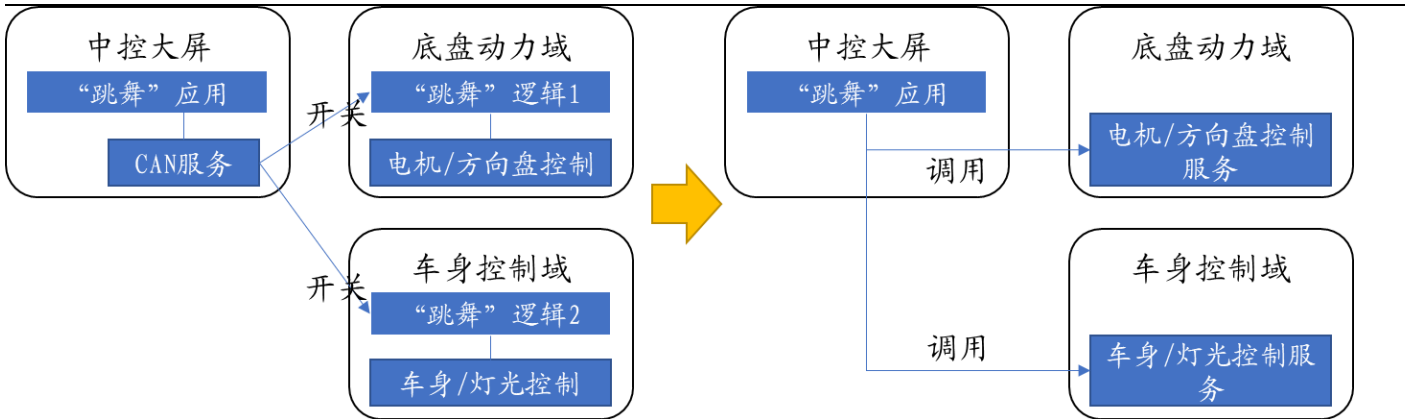 中控大屏
“跳舞”应用
CAN服务
开关
开关
底盘动力域
“跳舞”逻辑1
电机/方向盘控制
车身控制域
“跳舞”逻辑2
车身/灯光控制
中控大屏
“跳舞”应用
调用
调用
底盘动力域
电机/方向盘控制
服务
车身控制域
车身/灯光控制服
务